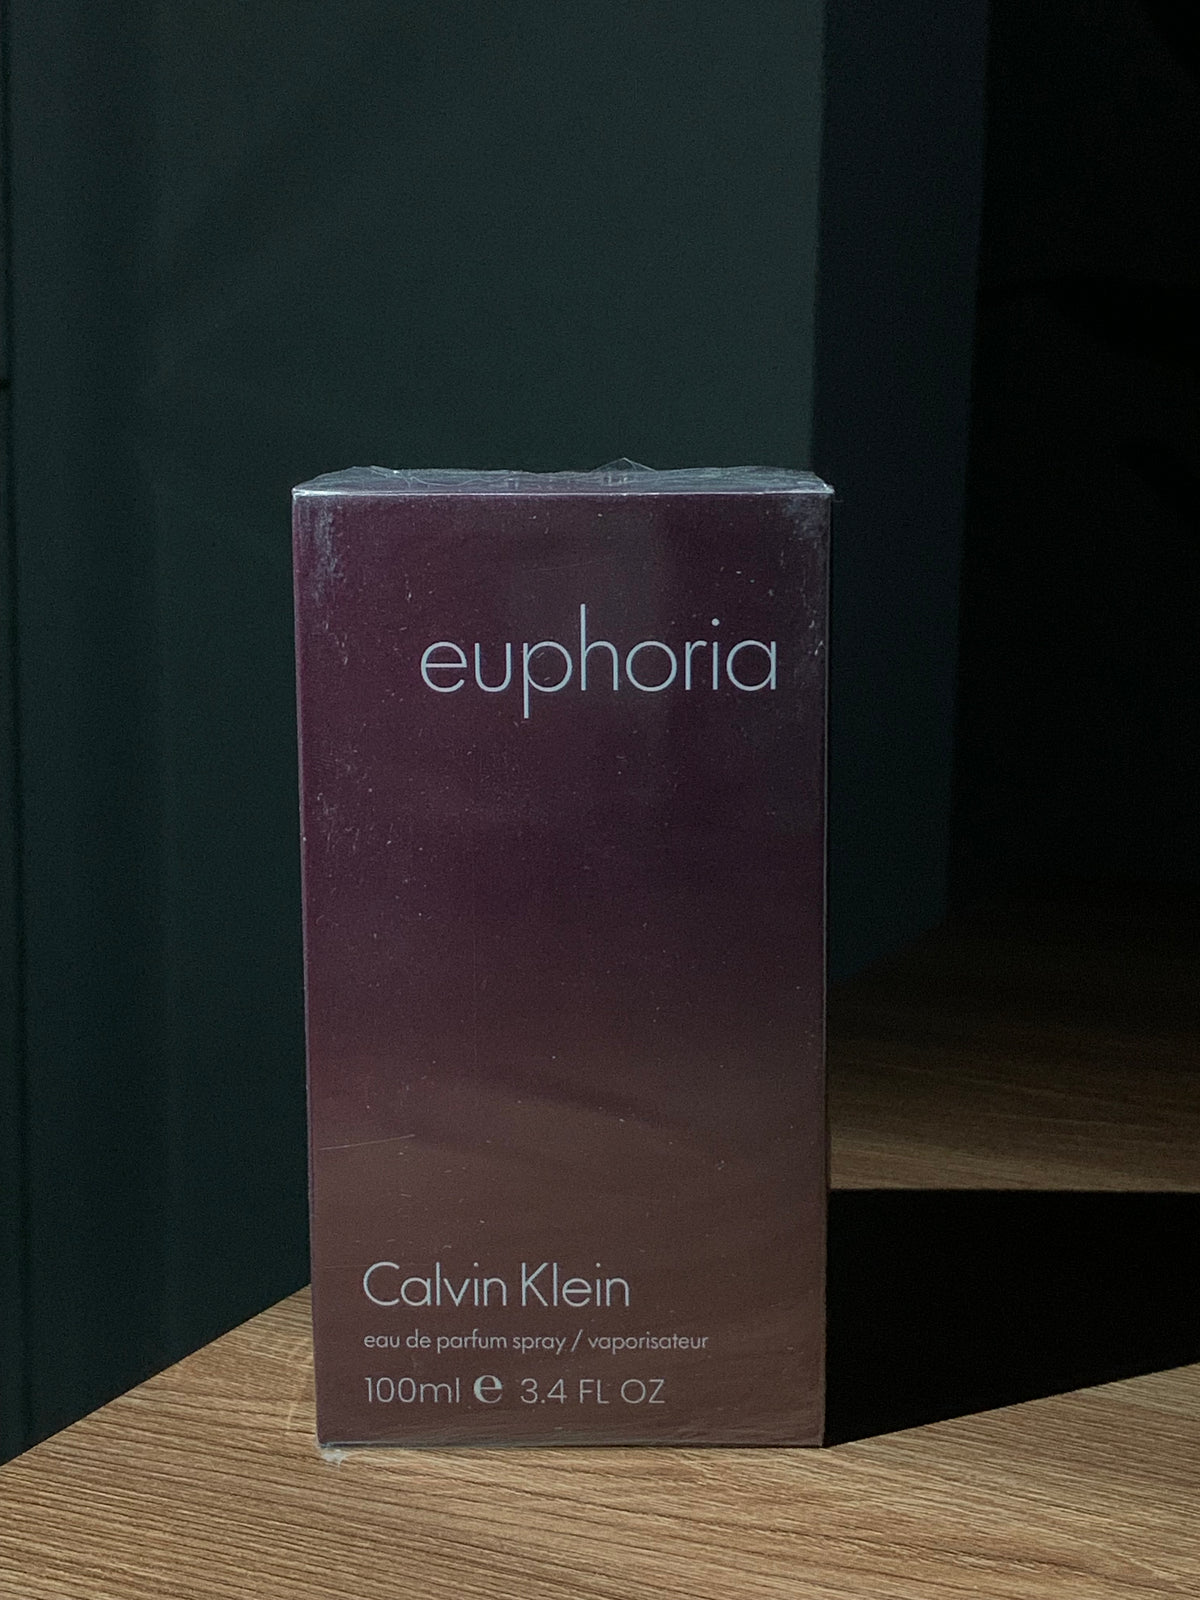 euphoria
Calvin Klein
eau de parfum spray / vaporisateur
100ml e 3.4 FL OZ